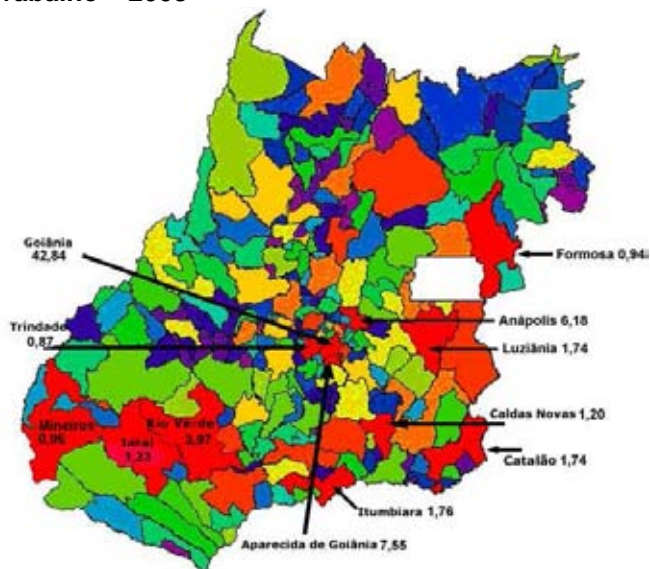 Goiânia
42,84
Formosa 0,94
Anápolis 6,18
Trindade
0,87
Luziânia 1,74
Caldas Novas 1,20
Mineiros
Rio Verde
3,97
Jataí
1,23
Catalão 1,74
Itumbiara 1,76
Aparecida de Goiânia 7,55